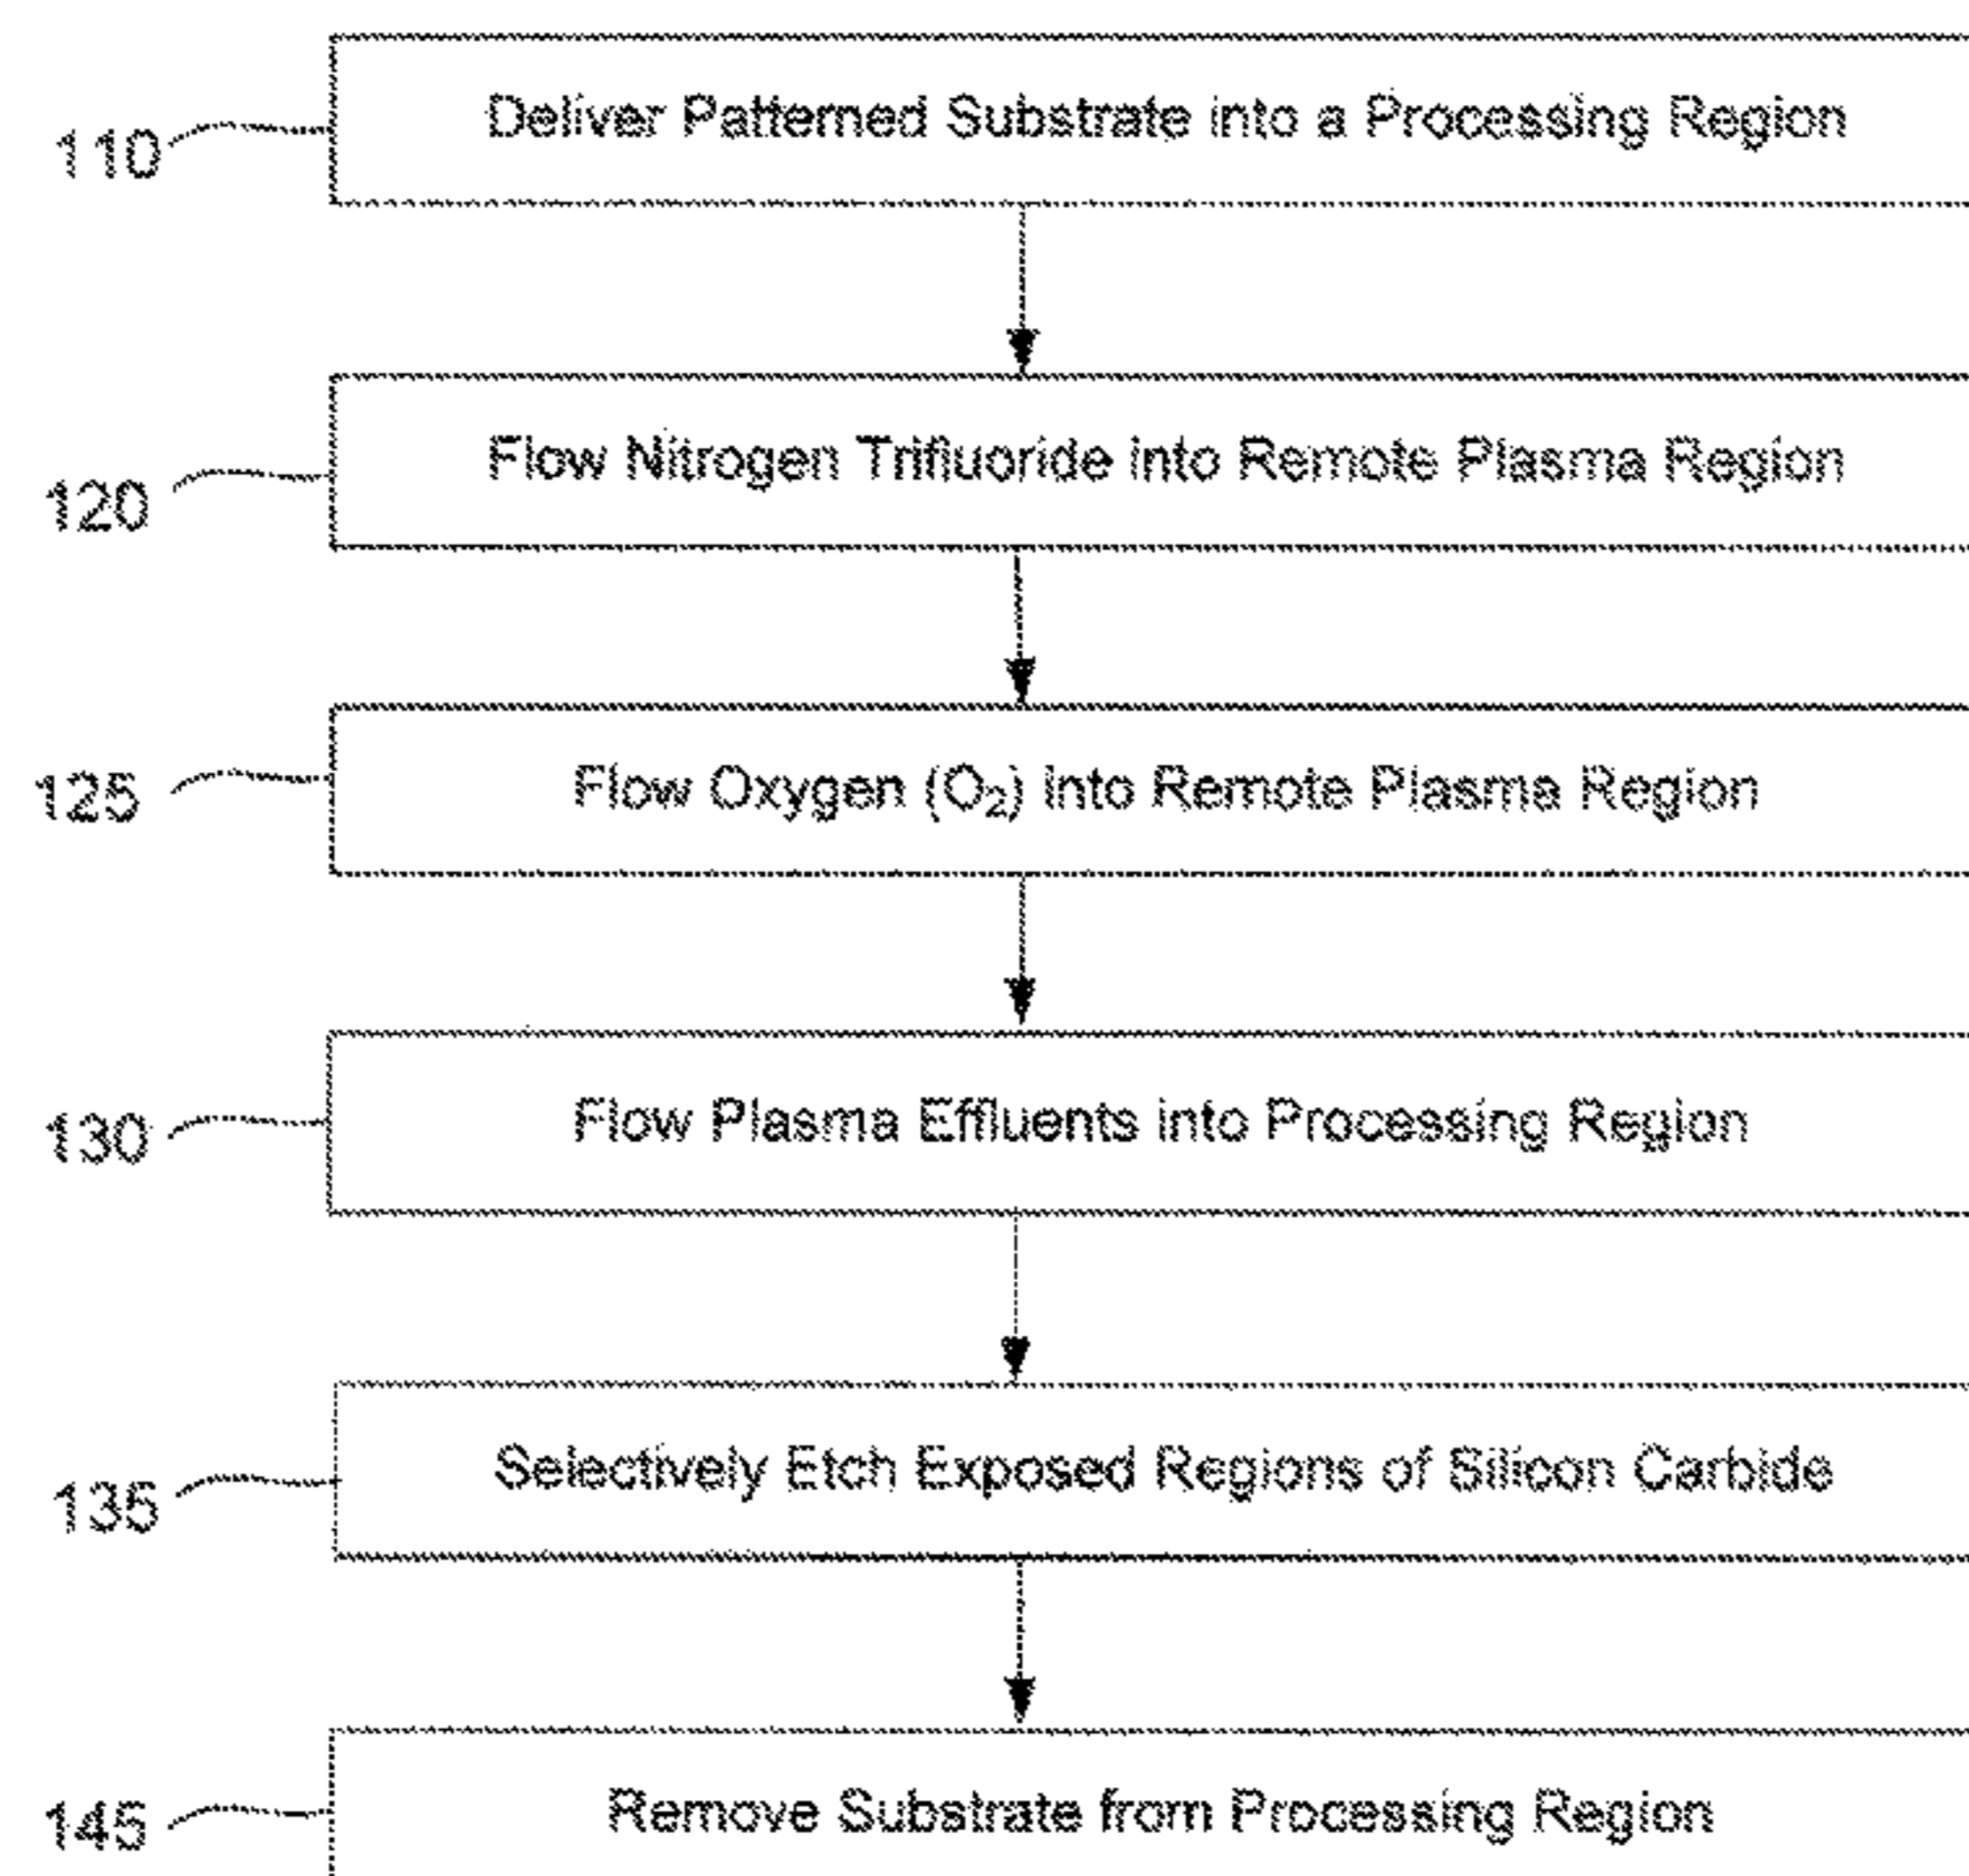 110 Deliver Patterned Substrate into a Processing Region
120 Flow Nitrogen Trifluoride into Remote Plasma Region
125 Flow Oxygen (O₂) into Remote Plasma Region
130 Flow Plasma Effluents into Processing Region
135 Selectively Etch Exposed Regions of Silicon Carbide
145 Remove Substrate from Processing Region